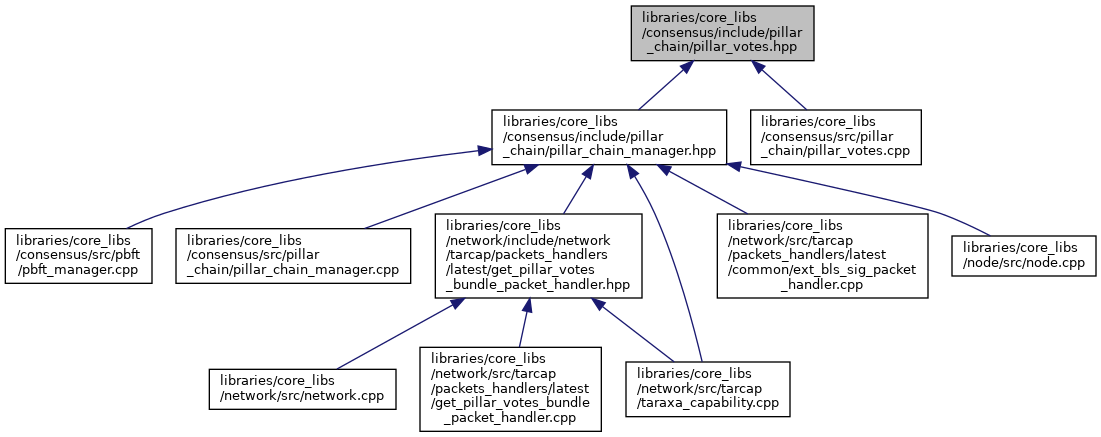 libraries/core_libs
/consensus/include/pillar
_chain/pillar_votes.hpp
libraries/core_libs
/consensus/include/pillar
_chain/pillar_chain_manager.hpp
libraries/core_libs
/consensus/src/pillar
_chain/pillar_votes.cpp
libraries/core_libs
/consensus/src/pbft
/pbft_manager.cpp
libraries/core_libs
/consensus/src/pillar
_chain/pillar_chain_manager.cpp
libraries/core_libs
/network/include/network
/tarcap/packets_handlers
/latest/get_pillar_votes
_bundle_packet_handler.hpp
libraries/core_libs
/network/src/tarcap
/packets_handlers/latest
/common/ext_bls_sig_packet
_handler.cpp
libraries/core_libs
/node/src/node.cpp
libraries/core_libs
/network/src/network.cpp
libraries/core_libs
/network/src/tarcap
/packets_handlers/latest
/get_pillar_votes_bundle
_packet_handler.cpp
libraries/core_libs
/network/src/tarcap
/taraxa_capability.cpp